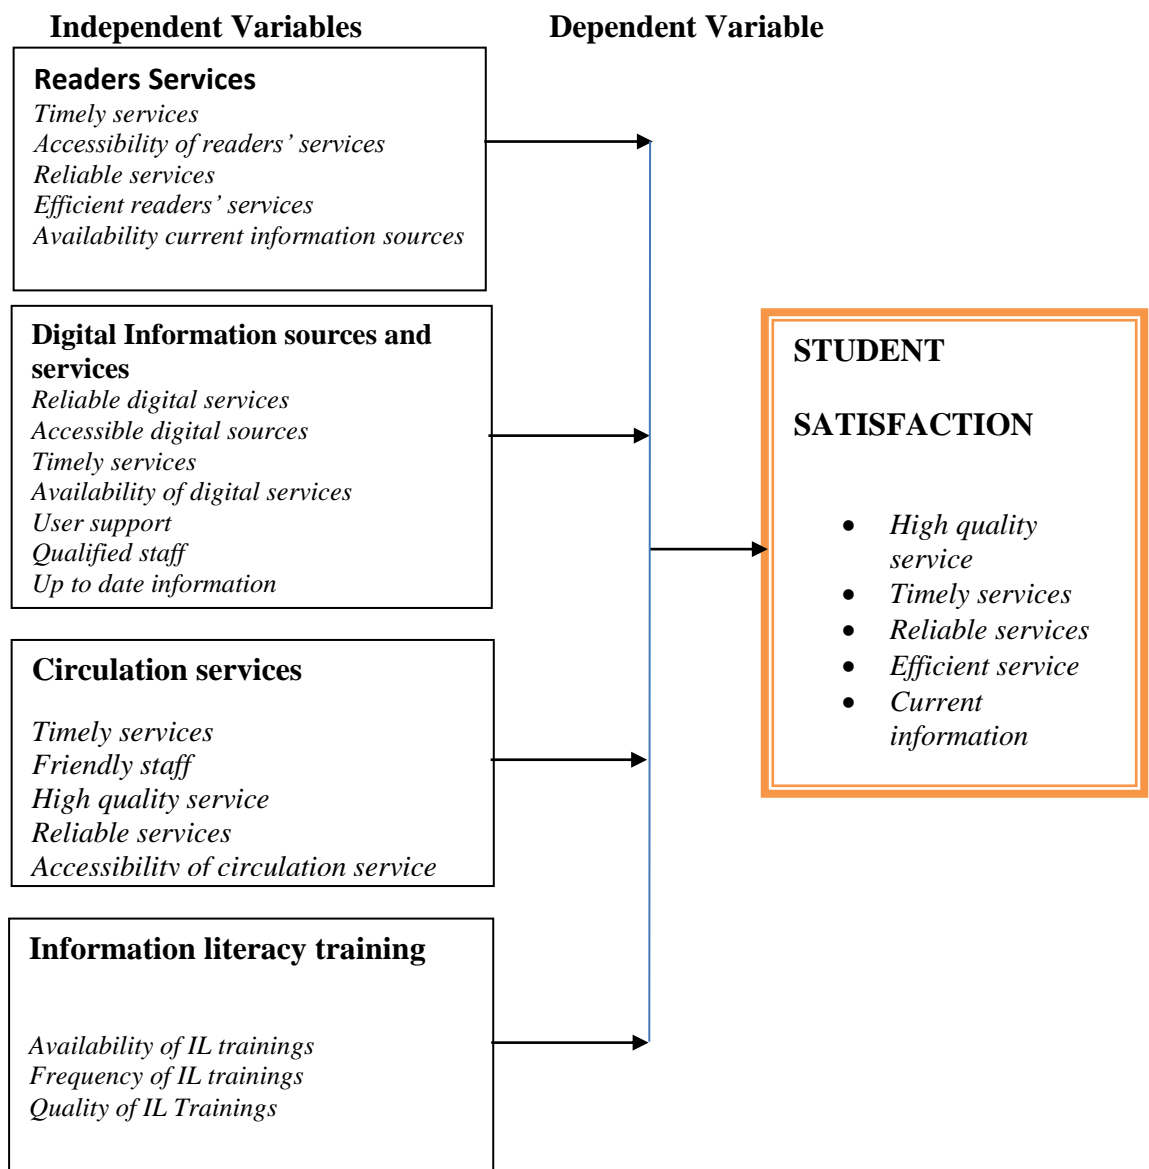 Independent Variables
Dependent Variable
Readers Services
Timely services
Accessibility of readers’ services
Reliable services
Efficient readers’ services
Availability current information sources
Digital Information sources and
services
Reliable digital services
Accessible digital sources
Timely services
Availability of digital services
User support
Qualified staff
Up to date information
Circulation services
Timely services
Friendly staff
High quality service
Reliable services
Accessibility of circulation service
Information literacy training
Availability of IL trainings
Frequency of IL trainings
Quality of IL Trainings
STUDENT
SATISFACTION
• High quality
service
• Timely services
• Reliable services
• Efficient service
• Current
information